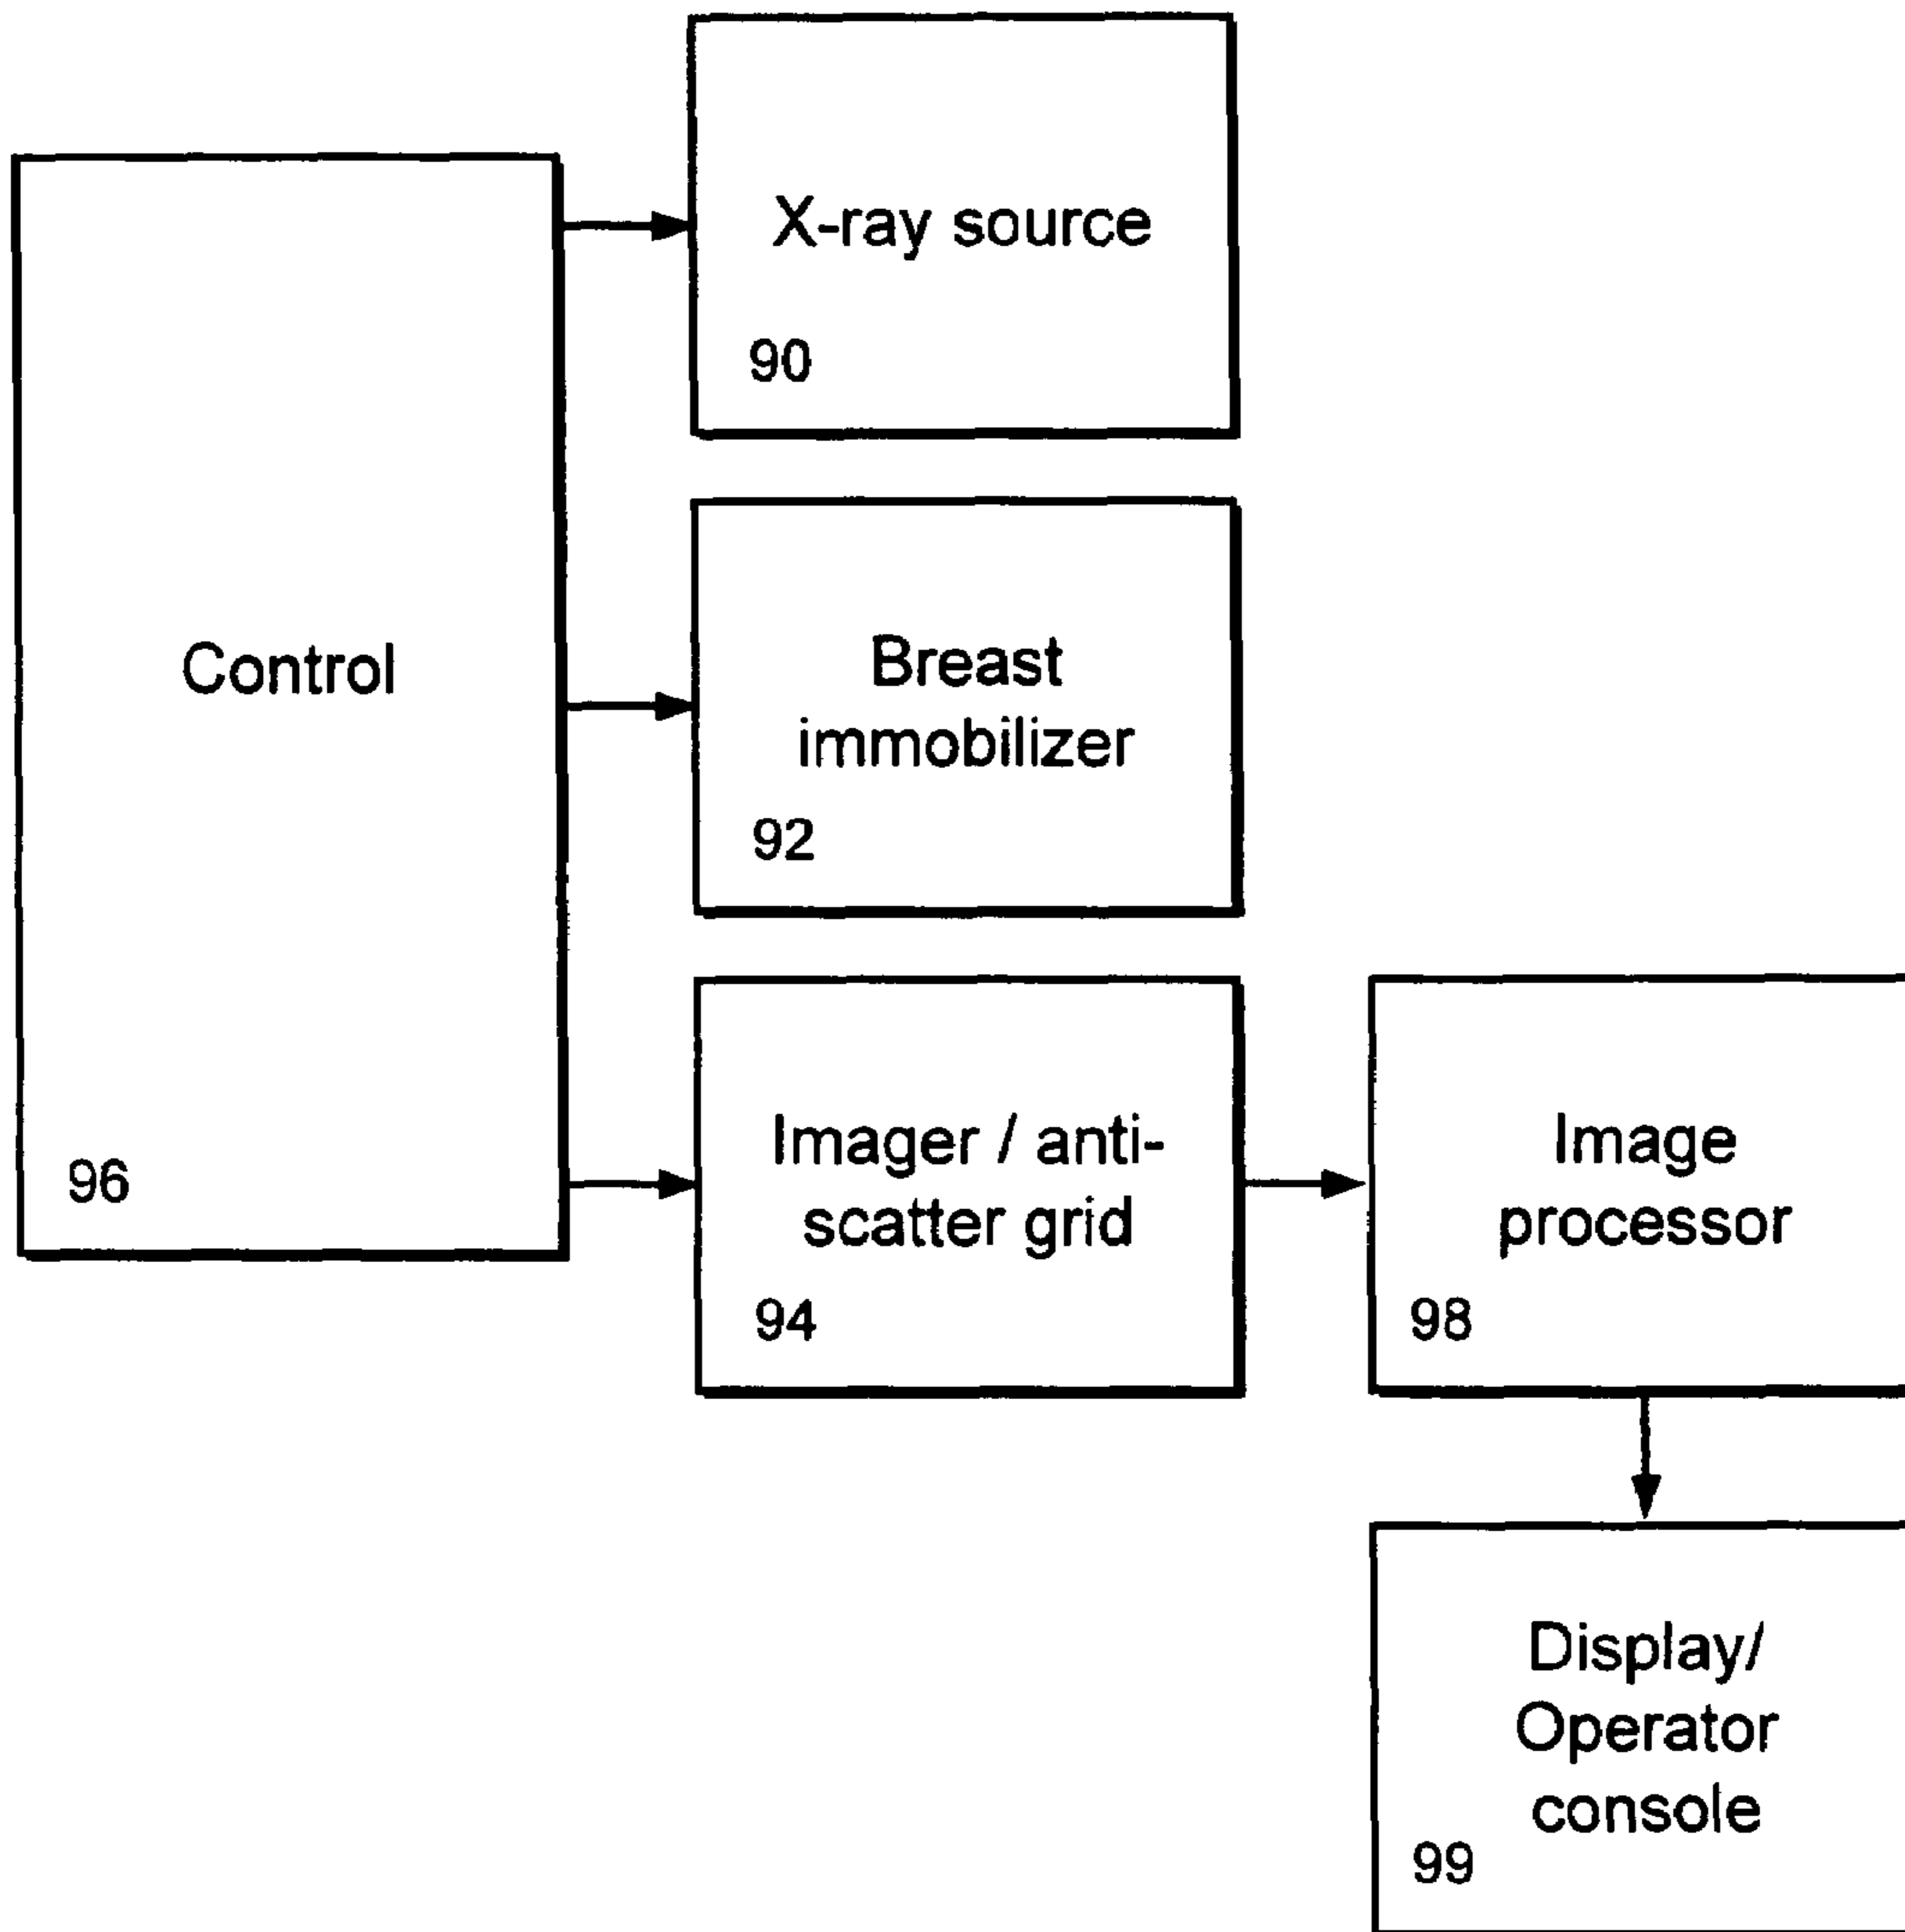 X-ray source
90
Control
96
Breast
immobilizer
92
Imager / anti-
scatter grid
94
Image
processor
98
Display/
Operator
console
99